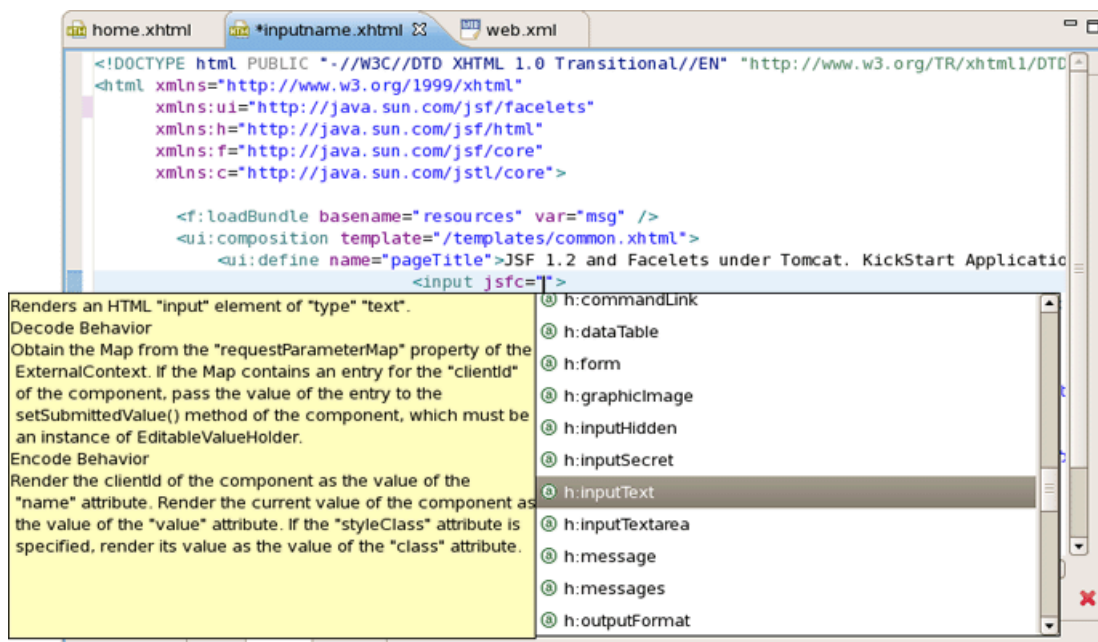 home.xhtml
*inputname.xhtml
web.xml
<!DOCTYPE html PUBLIC "-//W3C//DTD XHTML 1.0 Transitional//EN" "http://www.w3.org/TR/xhtml1/DTD
<html xmlns="http://www.w3.org/1999/xhtml"
xmlns:ui="http://java.sun.com/jsf/facelets"
xmlns:h="http://java.sun.com/jsf/html"
xmlns:f="http://java.sun.com/jsf/core"
xmlns:c="http://java.sun.com/jstl/core">
<f:loadBundle basename="resources" var="msg" />
<ui:composition template="/templates/common.xhtml">
<ui:define name="pageTitle">JSF 1.2 and Facelets under Tomcat. KickStart Applicatio
<input jsfc="">
Renders an HTML "input" element of "type" "text".
Decode Behavior
Obtain the Map from the "requestParameterMap" property of the
ExternalContext. If the Map contains an entry for the "clientId"
of the component, pass the value of the entry to the
setSubmittedValue() method of the component, which must be
an instance of EditableValueHolder.
Encode Behavior
Render the clientId of the component as the value of the
"name" attribute. Render the current value of the component as
the value of the "value" attribute. If the "styleClass" attribute is
specified, render its value as the value of the "class" attribute.
h:commandLink
h:dataTable
h:form
h:graphicImage
h:inputHidden
h:inputSecret
h:inputText
h:inputTextarea
h:message
h:messages
h:outputFormat